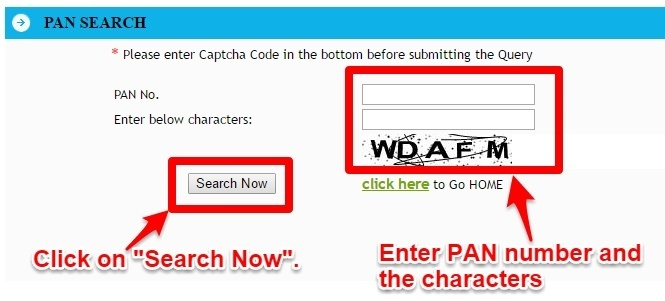 PAN SEARCH
* Please enter Captcha Code in the bottom before submitting the Query
PAN No.
Enter below characters:
WDAFM
Search Now
click here to Go HOME
Click on "Search Now".
Enter PAN number and
the characters